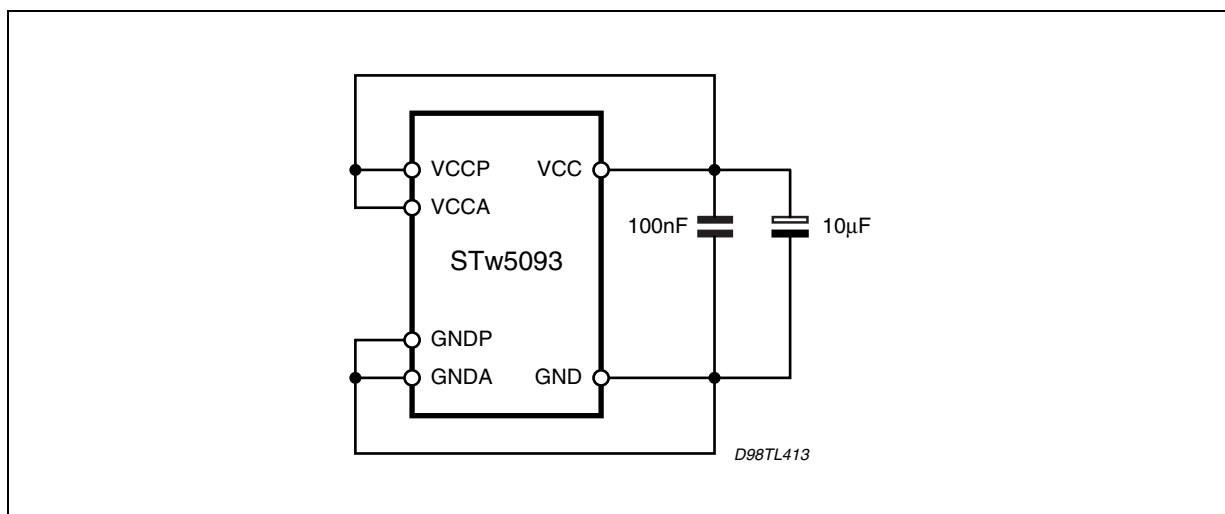 VCCP VCC
VCCA
100nF 10µF
STw5093
GNDP
GNDA GND
D98TL413